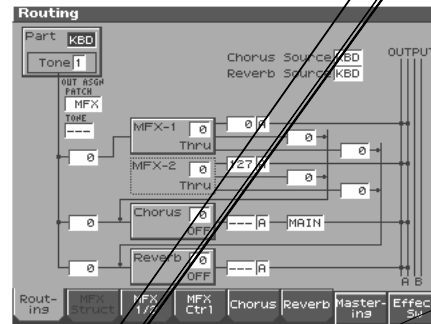 Routing
Part KBD
Tone 1
Chorus Source KBD
Reverb Source KBD
OUTPUT
OUT ASGN
PATCH
MFX
TONE
---
MFX-1 0
Thru
0 A
0
0
0
MFX-2 0
Thru
127 A
0
0
Chorus 0
OFF
0
--- A
MAIN
Reverb 0
OFF
0
--- A
A B
Rout-
ing
MFX
Struct
MFX
1/2
MFX
Ctrl
Chorus
Reverb
Master-
ing
Effec
Sw